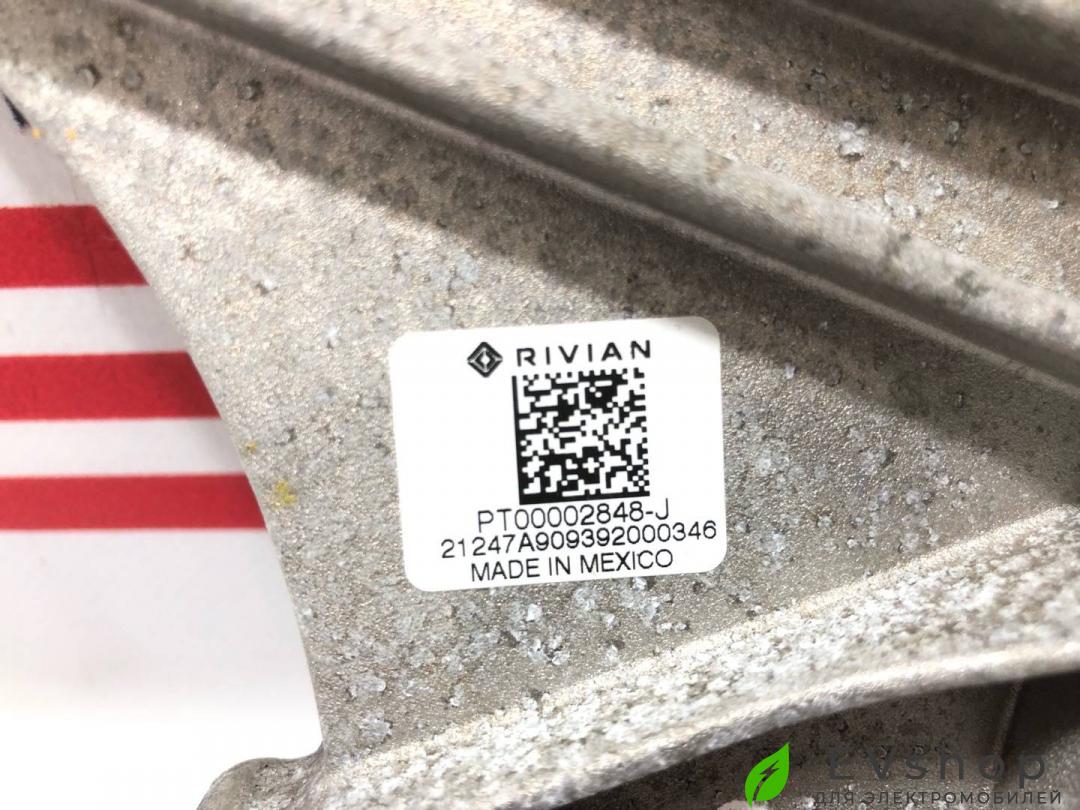 RIVIAN
PT00002848-J
21247A909392000346
MADE IN MEXICO
EVshop
ДЛЯ ЭЛЕКТРОМОБИЛЕЙ